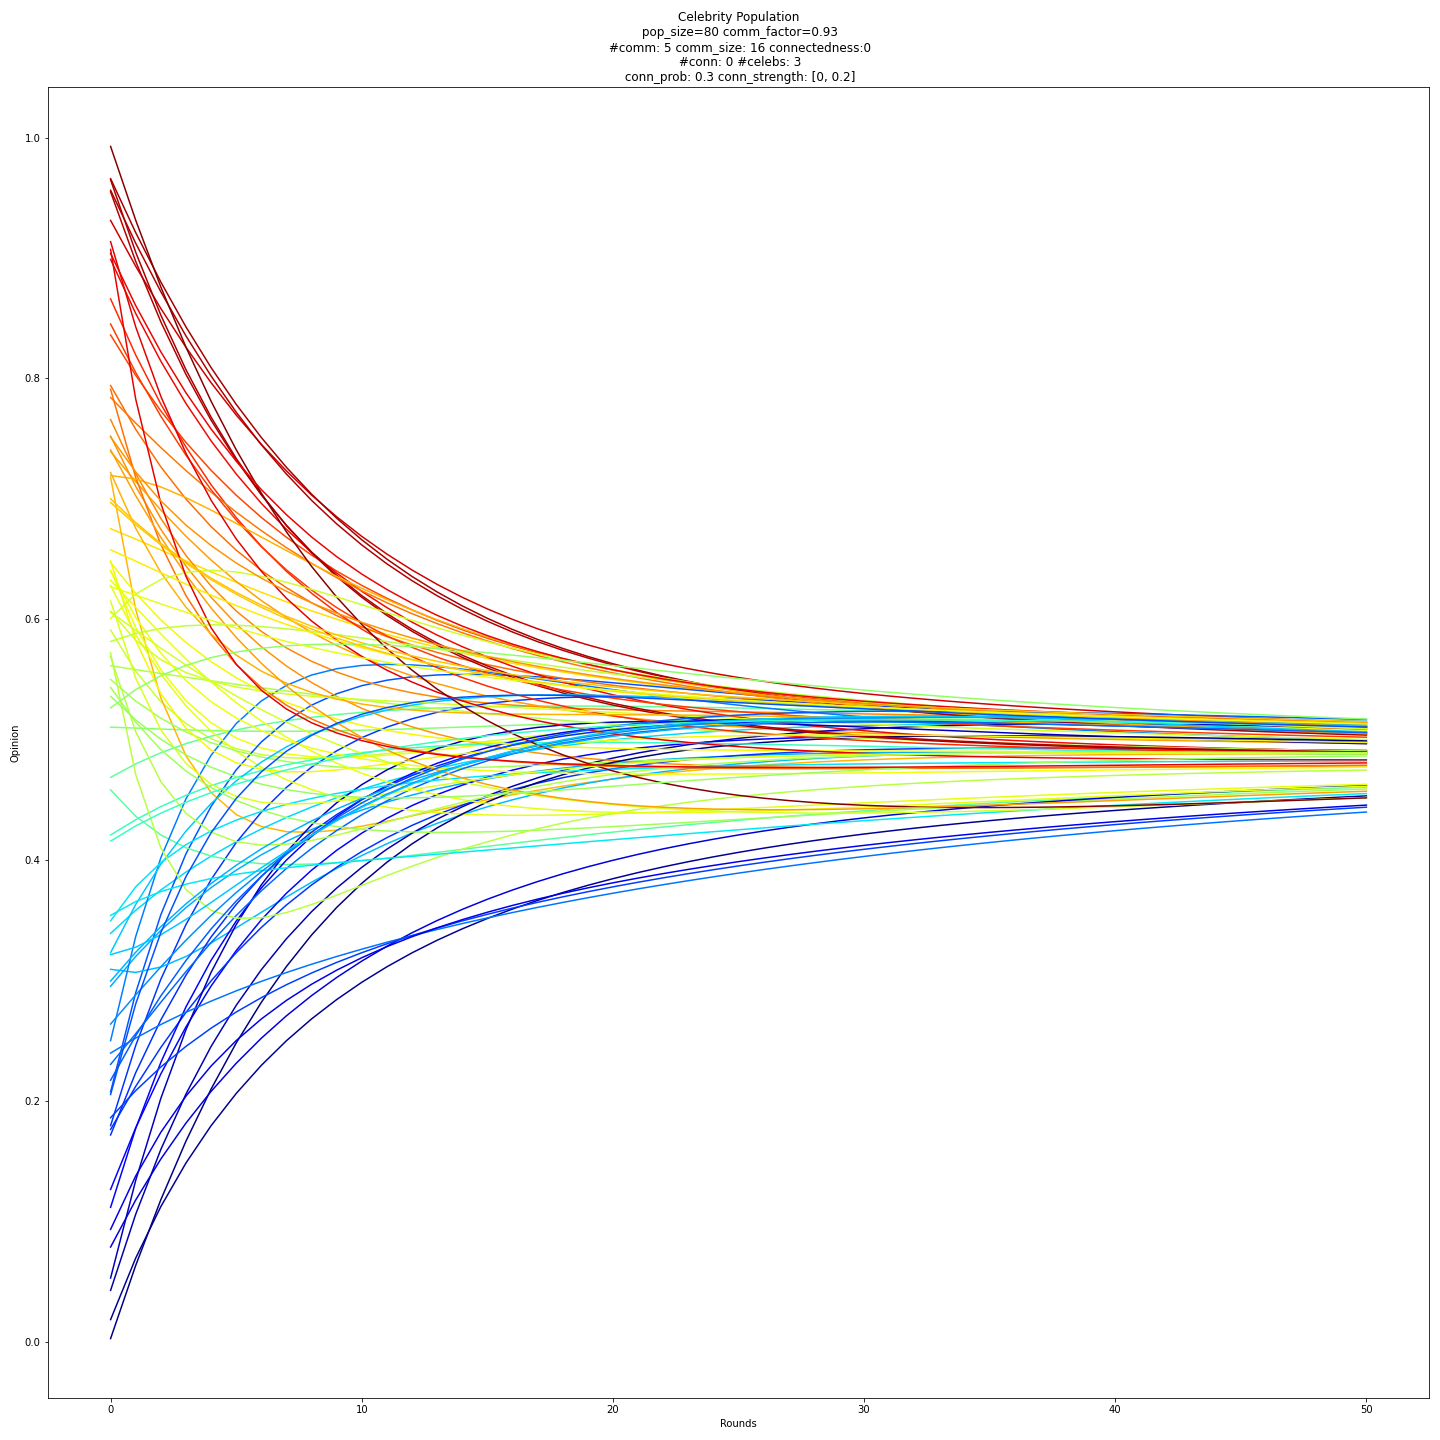 Celebrity Population
pop_size=80 comm_factor=0.93
#comm: 5 comm_size: 16 connectedness:0
#conn: 0 #celebs: 3
conn_prob: 0.3 conn_strength: [0, 0.2]
1.0
0.8
0.6
0.4
0.2
0.0
Opinion
0 10 20 30 40 50
Rounds